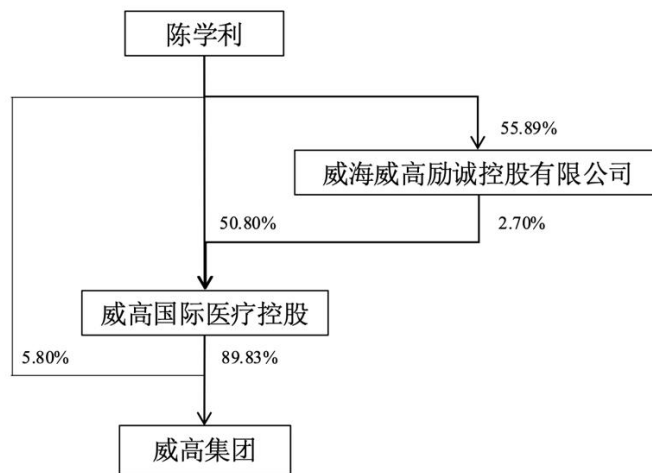 陈学利
55.89%
威海威高励诚控股有限公司
50.80%
2.70%
威高国际医疗控股
5.80%
89.83%
威高集团